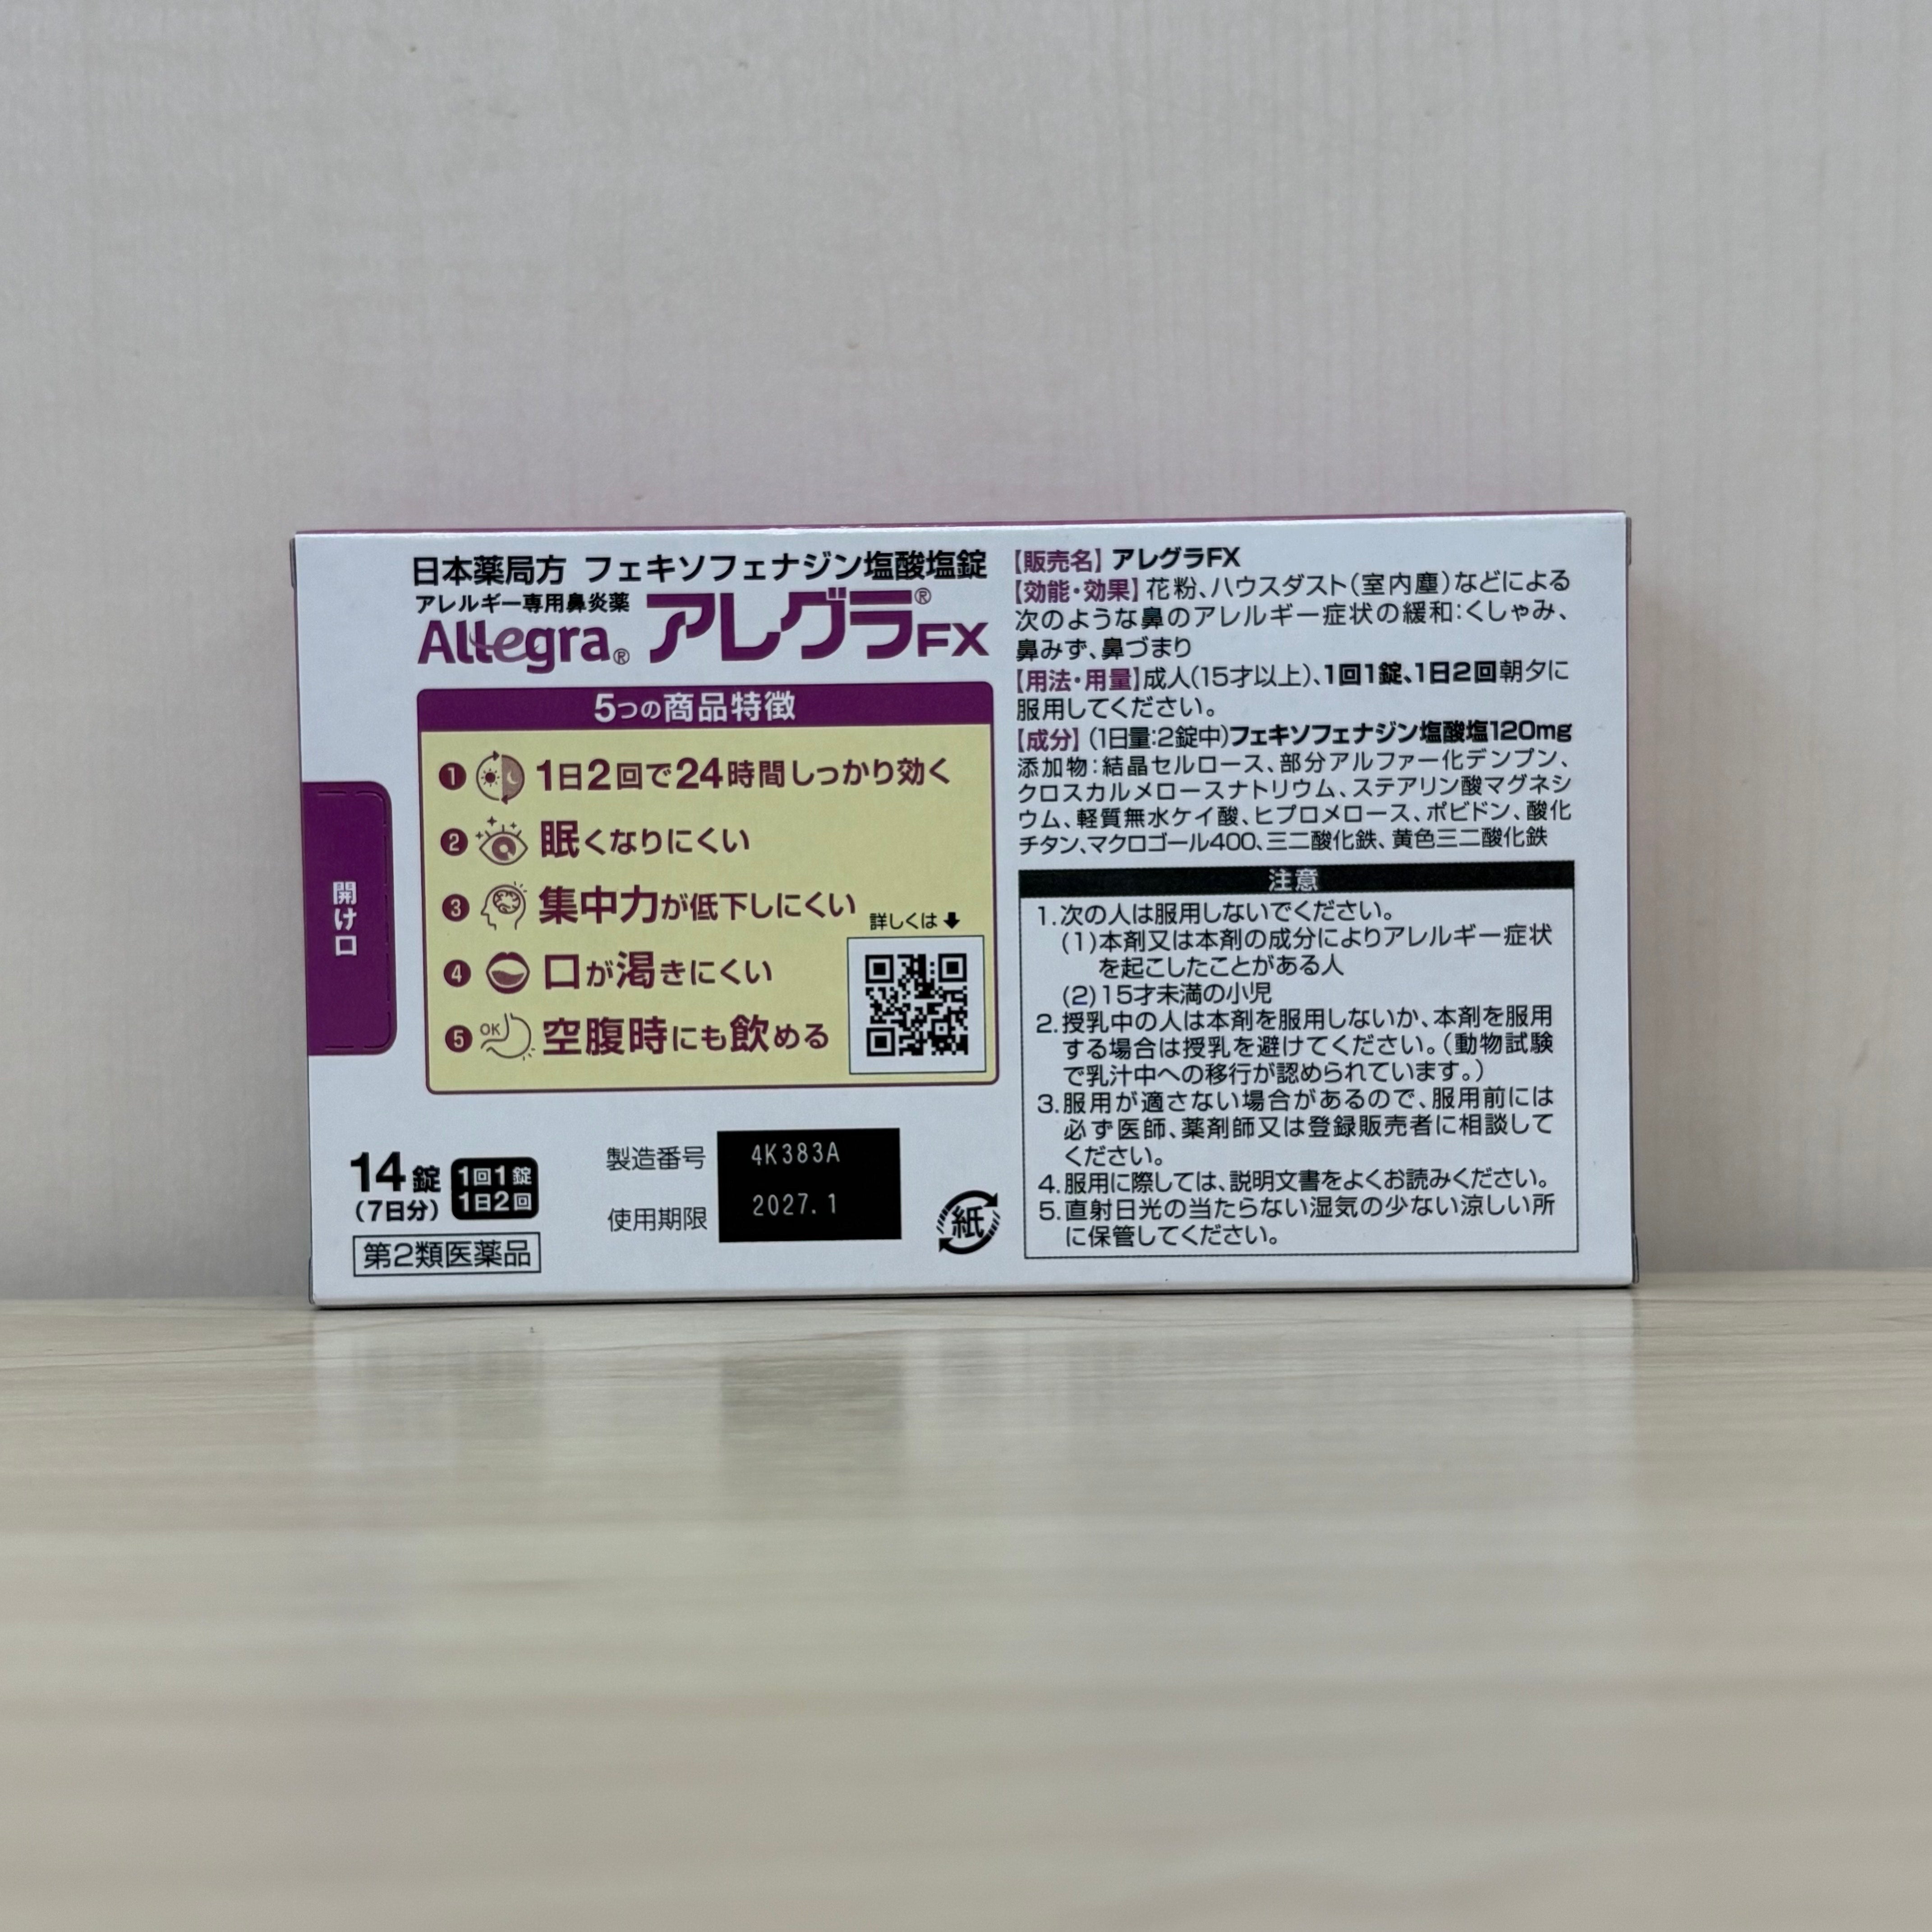 日本薬局方 フェキソフェナジン塩酸塩錠
アレルギー専用鼻炎薬
Allegra® アレグラ®FX
5つの商品特徴
❶ 1日2回で24時間しっかり効く
❷ 眠くなりにくい
❸ 集中力が低下しにくい
詳しくは⬇
❹ 口が渇きにくい
❺ OK 空腹時にも飲める
開け口
14錠
(7日分)
1回1錠
1日2回
第2類医薬品
製造番号 4K383A
使用期限 2027.1
紙
【販売名】アレグラFX
【効能・効果】花粉、ハウスダスト(室内塵)などによる
次のような鼻のアレルギー症状の緩和:くしゃみ、
鼻みず、鼻づまり
【用法・用量】成人(15才以上)、1回1錠、1日2回朝夕に
服用してください。
【成分】(1日量:2錠中)フェキソフェナジン塩酸塩120mg
添加物:結晶セルロース、部分アルファー化デンプン、
クロスカルメロースナトリウム、ステアリン酸マグネシ
ウム、軽質無水ケイ酸、ヒプロメロース、ポビドン、酸化
チタン、マクロゴール400、三二酸化鉄、黄色三二酸化鉄
注意
1.次の人は服用しないでください。
(1)本剤又は本剤の成分によりアレルギー症状
を起こしたことがある人
(2)15才未満の小児
2.授乳中の人は本剤を服用しないか、本剤を服用
する場合は授乳を避けてください。(動物試験
で乳汁中への移行が認められています。)
3.服用が適さない場合があるので、服用前には
必ず医師、薬剤師又は登録販売者に相談して
ください。
4.服用に際しては、説明文書をよくお読みください。
5.直射日光の当たらない湿気の少ない涼しい所
に保管してください。